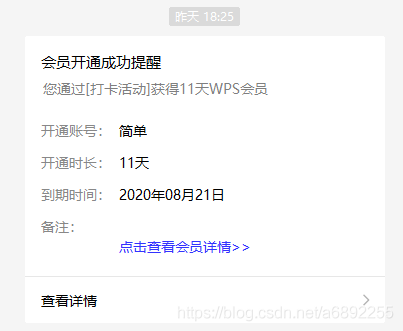 昨天 18:25
会员开通成功提醒
您通过[打卡活动]获得11天WPS会员
开通账号： 简单
开通时长： 11天
到期时间： 2020年08月21日
备注：
点击查看会员详情>>
查看详情
https://blog.csdn.net/a6892255